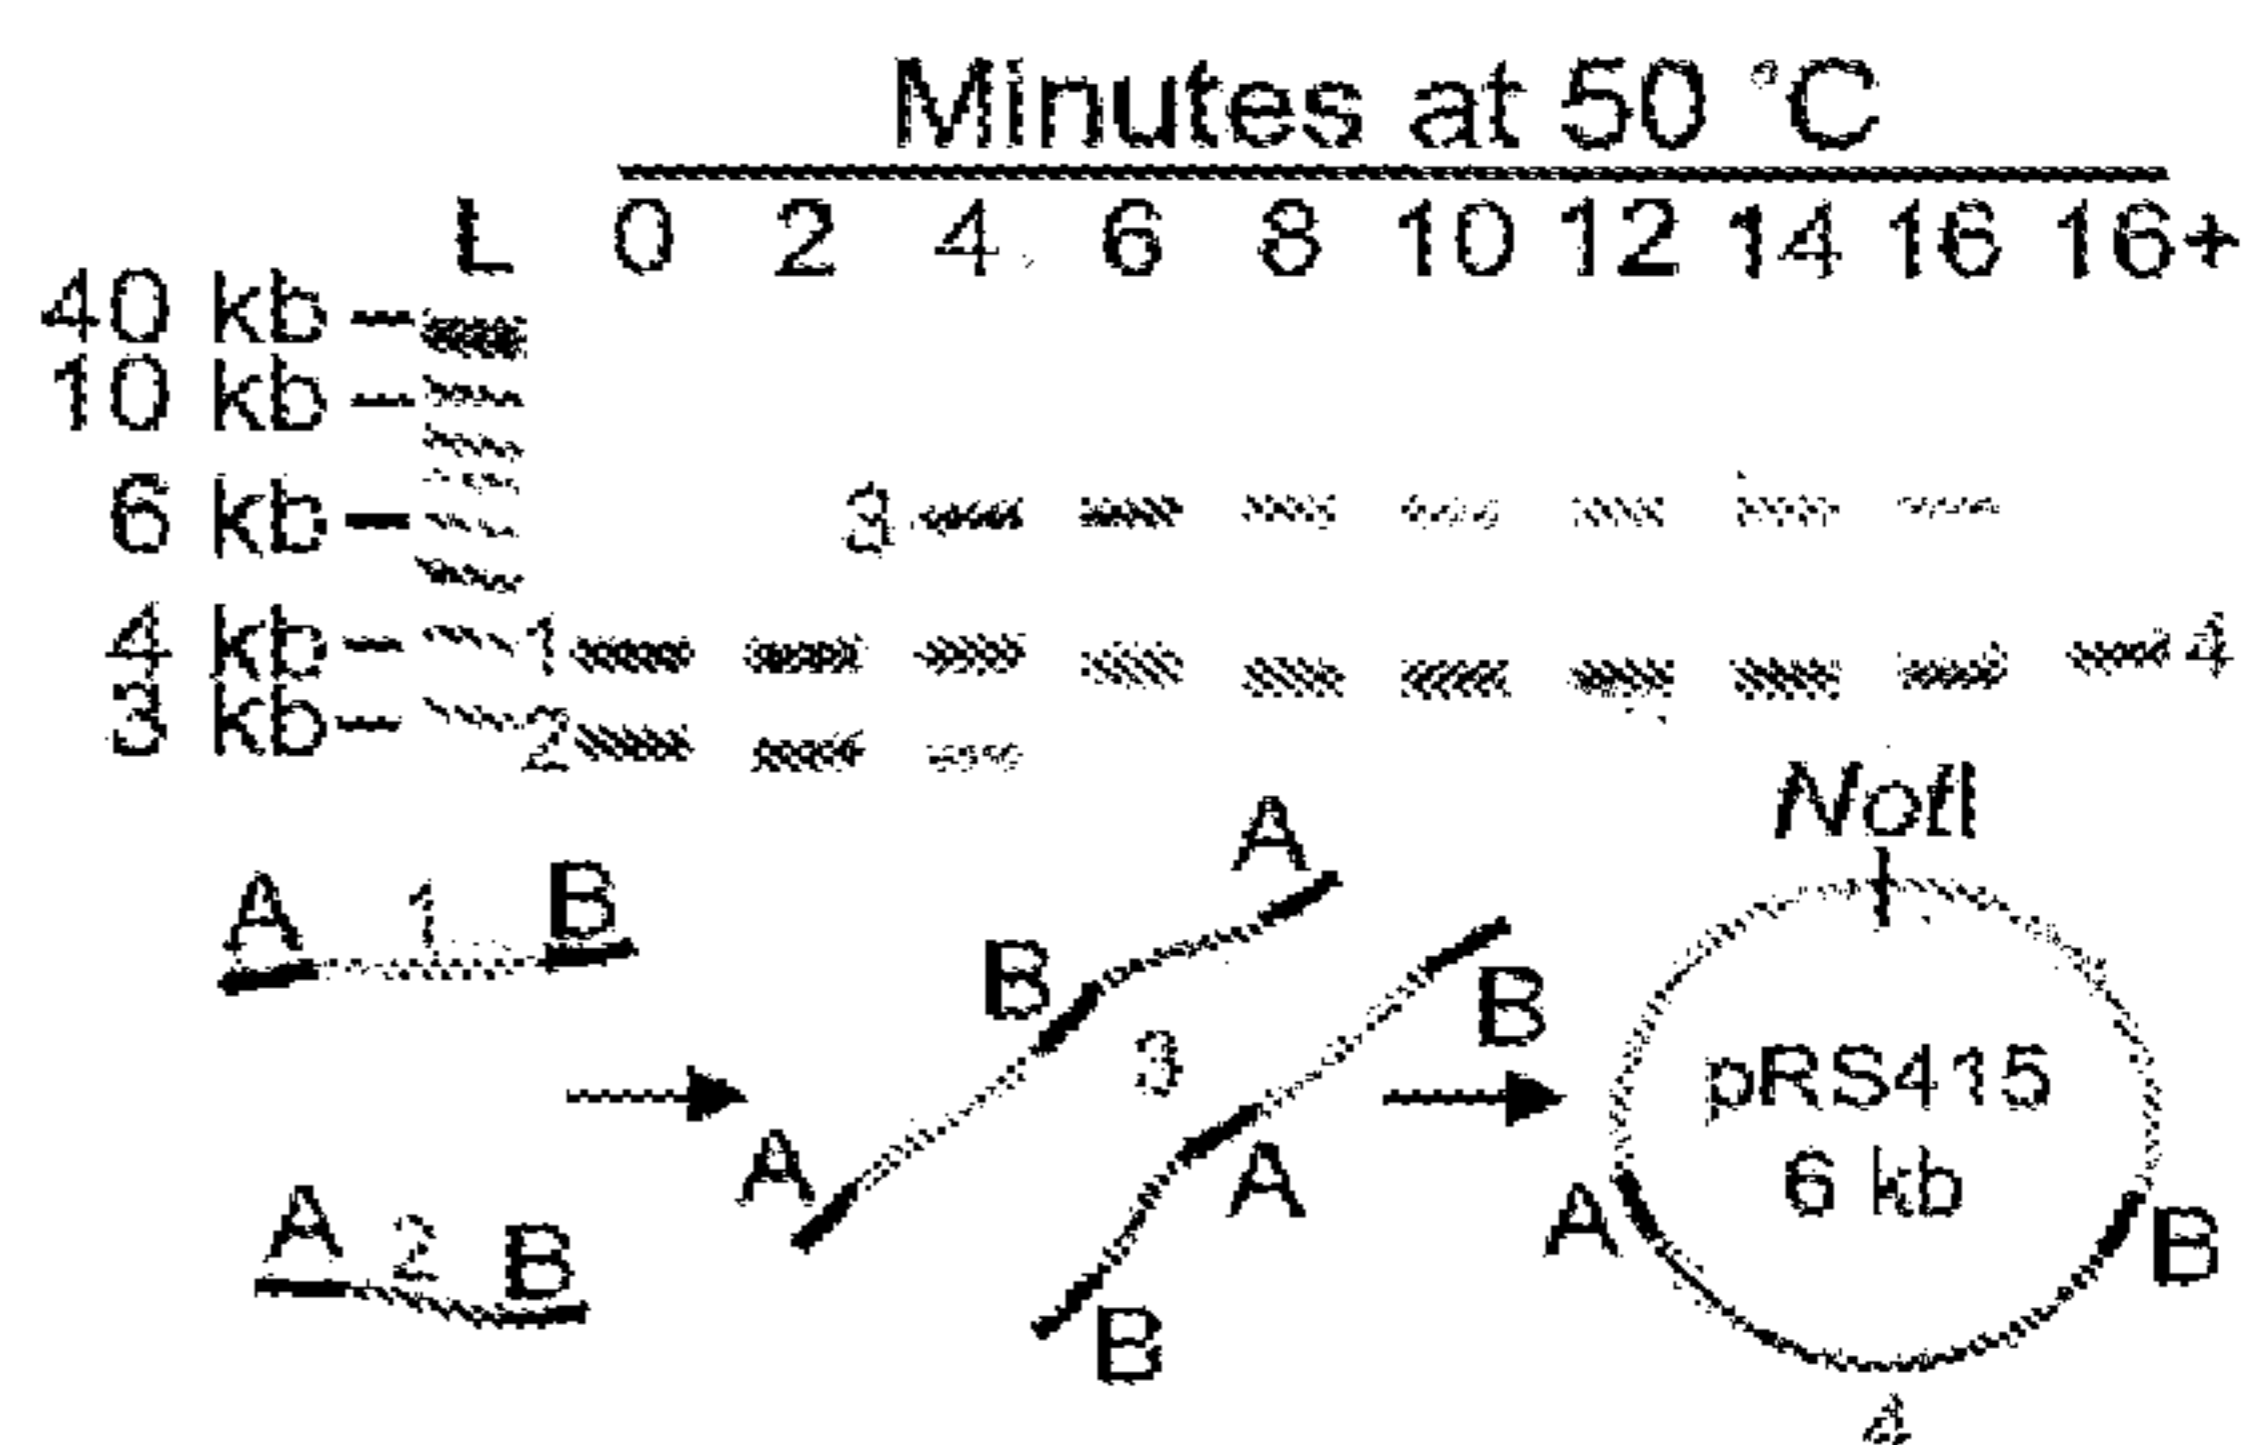 Minutes at 50 °C
L 0 2 4 6 8 10 12 14 16 16+
40 kb
10 kb
6 kb 3
4 kb 1 4
3 kb 2
NotI
A 1 B
A 2 B
A
B
3
B
A
A
B
pRS415
6 kb
A B
4